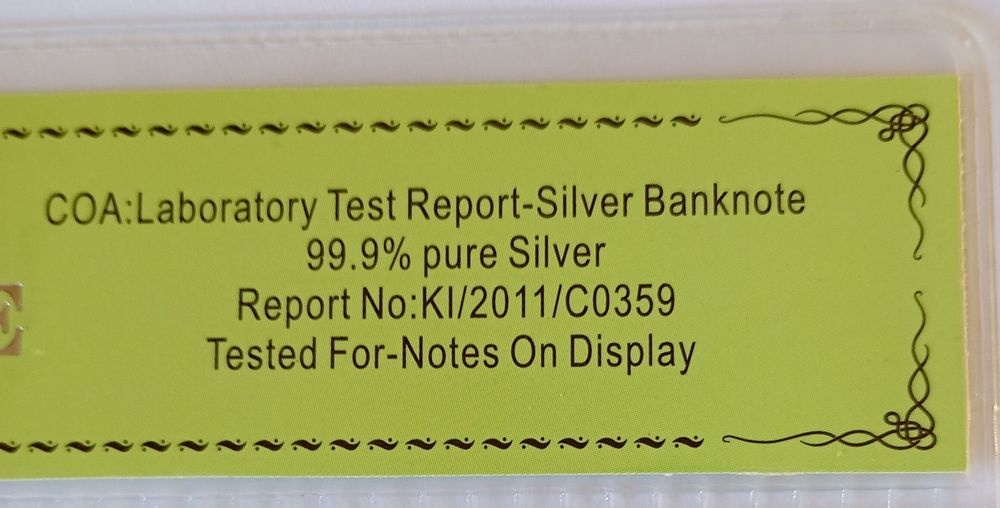 COA:Laboratory Test Report-Silver Banknote
99.9% pure Silver
Report No:KI/2011/C0359
Tested For-Notes On Display